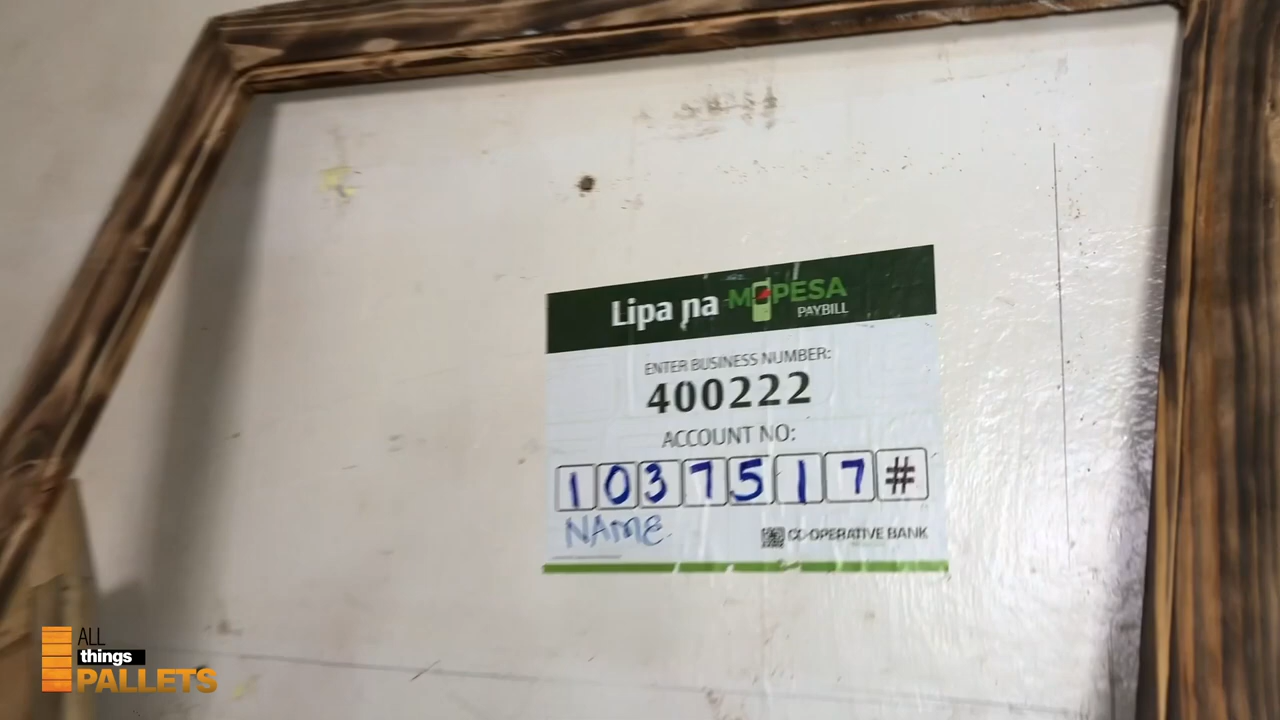 Lipa na M-PESA
PAYBILL
ENTER BUSINESS NUMBER:
400222
ACCOUNT NO:
1037517#
NAME
CO-OPERATIVE BANK
ALL
things
PALLETS